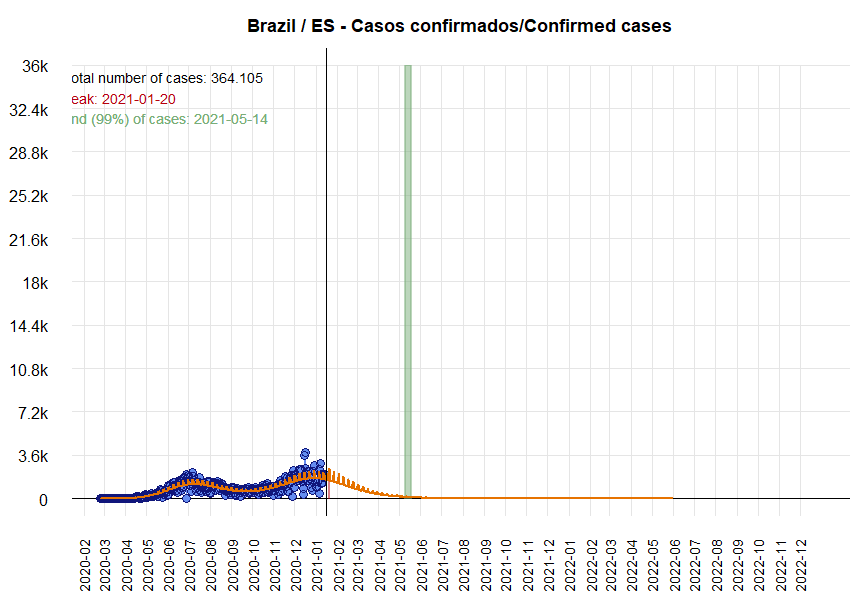 Brazil / ES - Casos confirmados/Confirmed cases
36k
otal number of cases: 364.105
eak: 2021-01-20
32.4k
nd (99%) of cases: 2021-05-14
28.8k
25.2k
21.6k
18k
14.4k
10.8k
7.2k
3.6k
0
2020-02
2020-03
2020-04
2020-05
2020-06
2020-07
2020-08
2020-09
2020-10
2020-11
2020-12
2021-01
2021-02
2021-03
2021-04
2021-05
2021-06
2021-07
2021-08
2021-09
2021-10
2021-11
2021-12
2022-01
2022-02
2022-03
2022-04
2022-05
2022-06
2022-07
2022-08
2022-09
2022-10
2022-11
2022-12